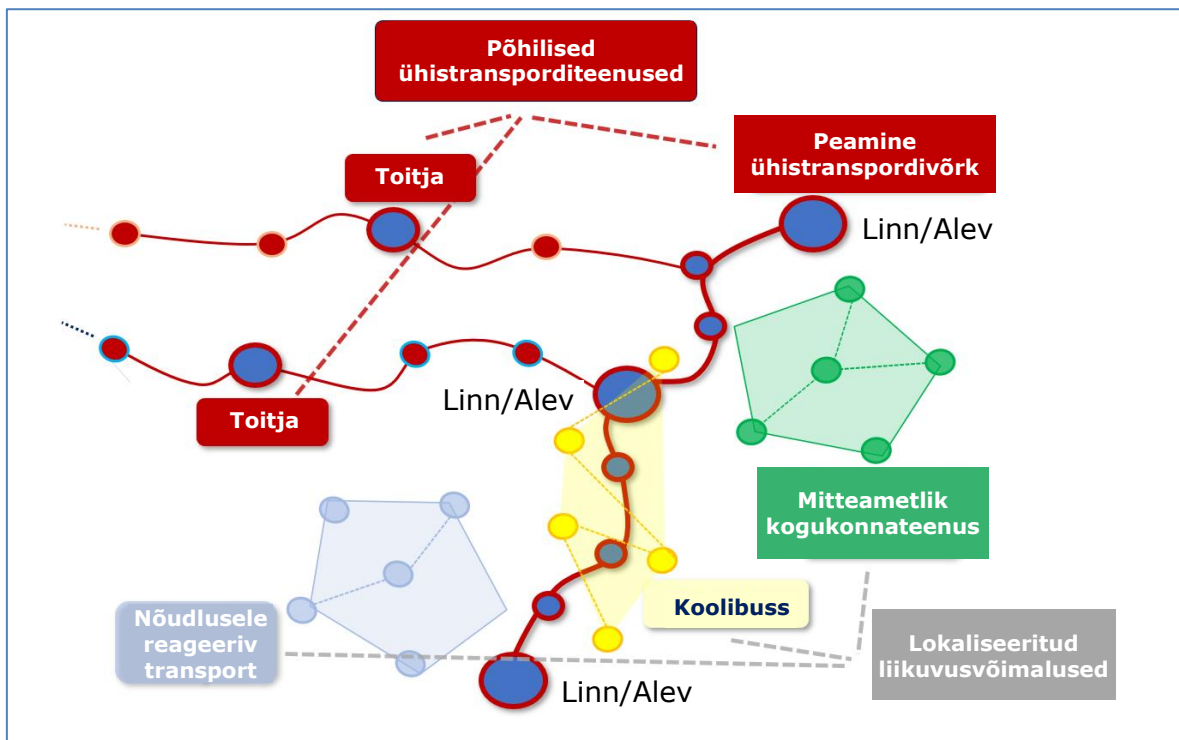 Põhilised
ühistransporditeenused
Peamine
ühistranspordivõrk
Toitja
Linn/Alev
Linn/Alev
Toitja
Mitteametlik
kogukonnateenus
Koolibuss
Nõudlusele
reageeriv
transport
Lokaliseeritud
liikuvusvõimalused
Linn/Alev